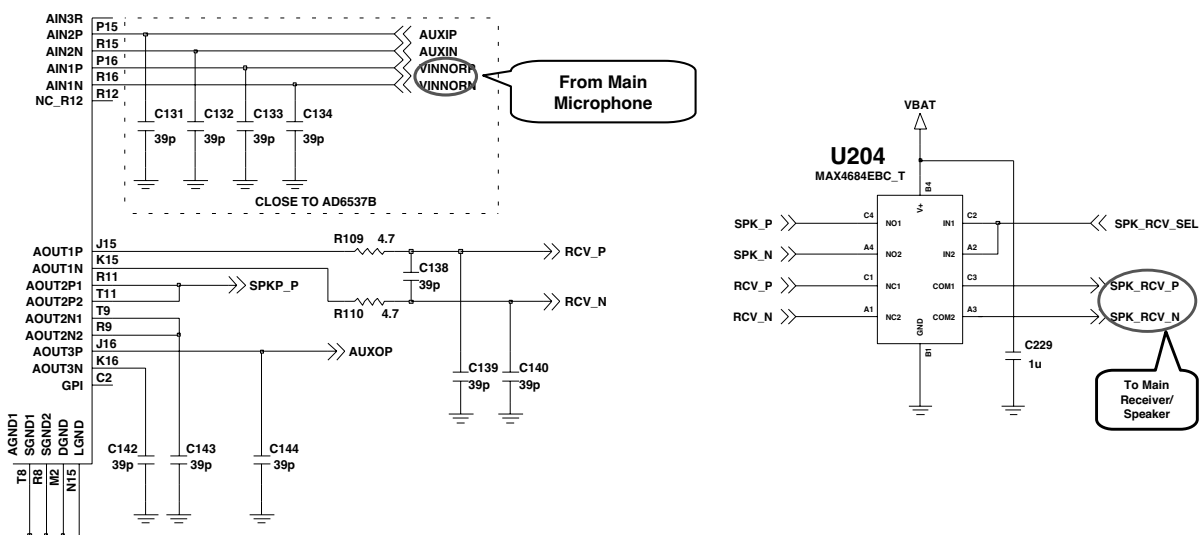 AIN3R
AIN2P P15 AUXIP
AIN2N R15 AUXIN
AIN1P P16 VINNORP
AIN1N R16 VINNORN
NC_R12 R12
From Main
Microphone
C131 C132 C133 C134
39p 39p 39p 39p
CLOSE TO AD6537B
AOUT1P J15 R109 4.7 RCV_P
AOUT1N K15
C138
39p
AOUT2P1 R11 SPKP_P
AOUT2P2 T11 R110 4.7 RCV_N
AOUT2N1 T9
AOUT2N2 R9
AOUT3P J16 AUXOP
AOUT3N K16
GPI C2
C139 C140
39p 39p
C142 C143 C144
39p 39p 39p
AGND1
SGND1
SGND2
DGND
LGND
T8
R8
M2
N15
VBAT
U204
MAX4684EBC_T
B4
V+
SPK_P C4 NO1 IN1 C2 SPK_RCV_SEL
SPK_N A4 NO2 IN2 A2
RCV_P C1 NC1 COM1 C3 SPK_RCV_P
RCV_N A1 NC2 COM2 A3 SPK_RCV_N
GND
B1
C229
1u
To Main
Receiver/
Speaker